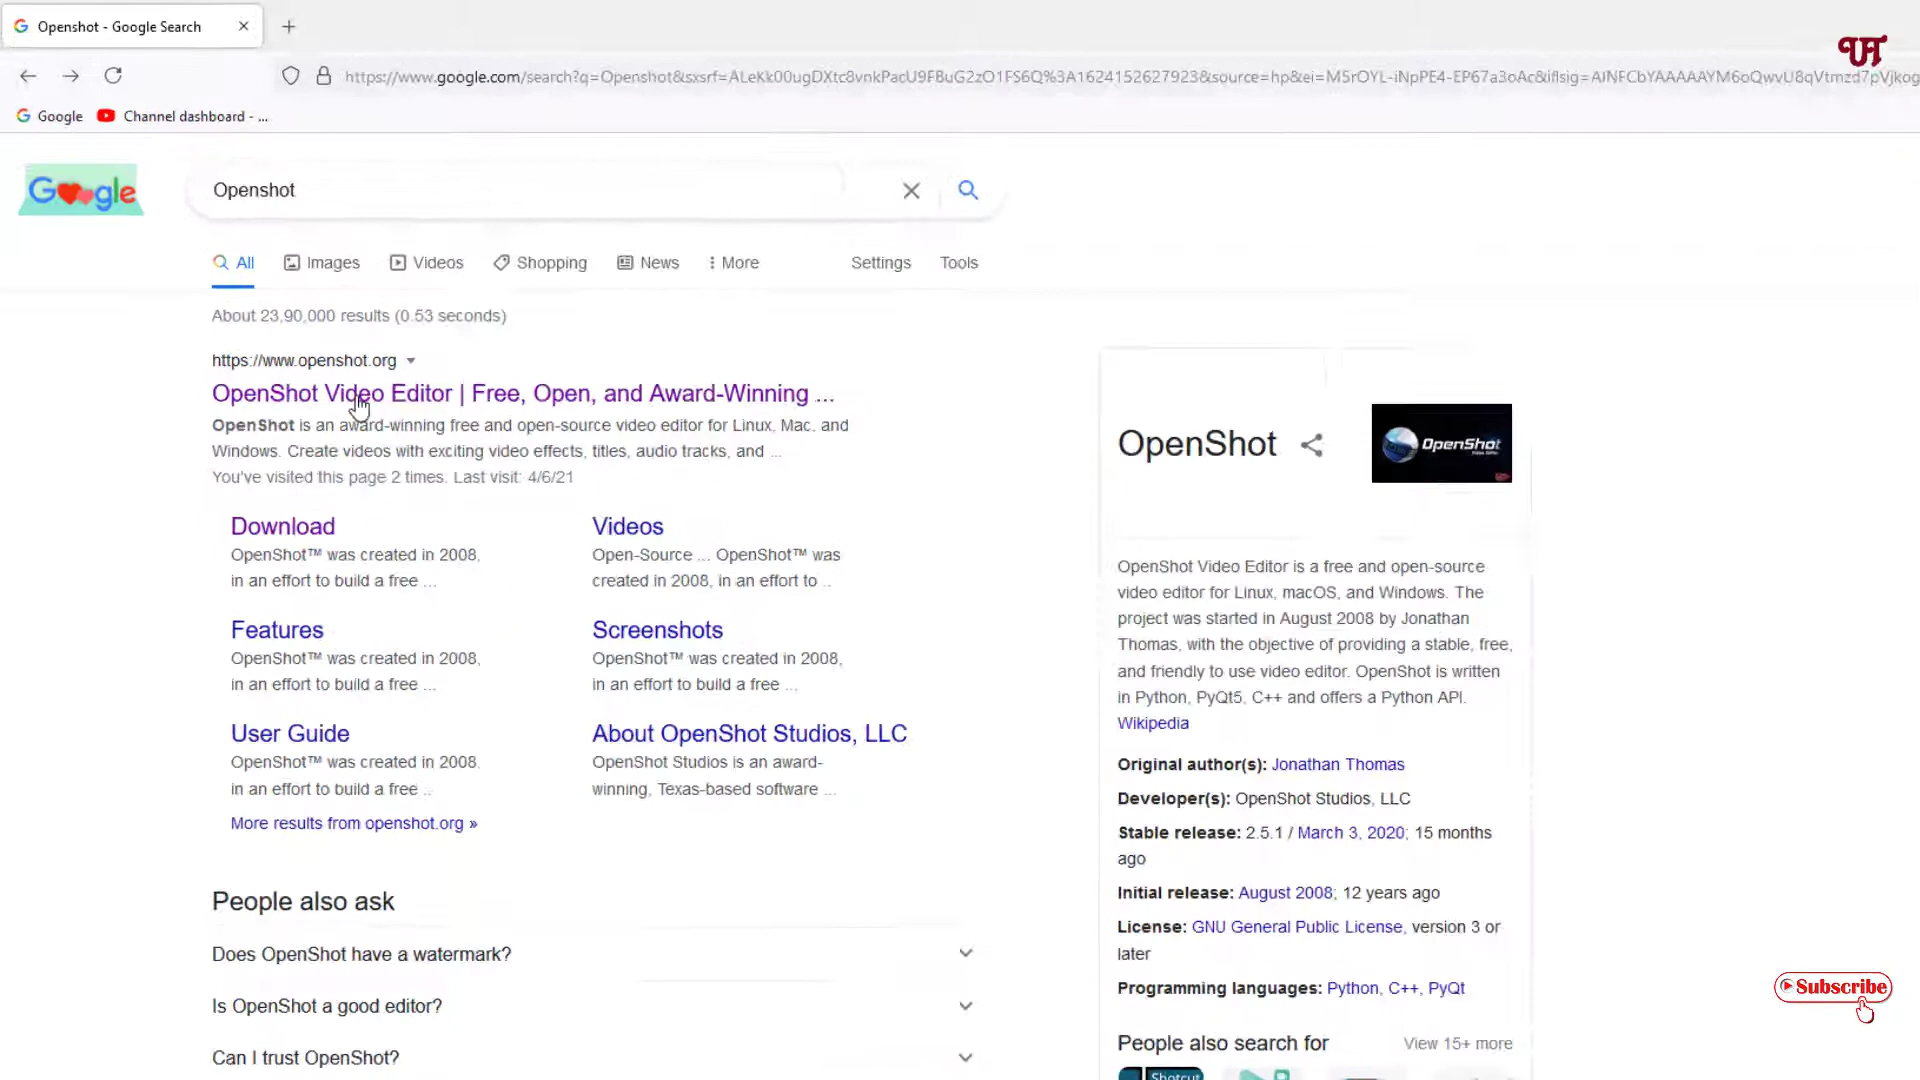 Openshot - Google Search
https://www.google.com/search?q=Openshot&sxsrf=ALeKk00ugDXtc8vnkPacU9FBuG2zO1FS6Q%3A1624152627923&source=hp&ei=M5rOYL-iNpPE4-EP67a3oAc&iflsig=AINFCbYAAAAAYM6oQwvU8qVtmzd7pVjkog
Google
Channel dashboard - ...
Google
Openshot
All
Images
Videos
Shopping
News
More
Settings
Tools
About 23,90,000 results (0.53 seconds)
https://www.openshot.org
OpenShot Video Editor | Free, Open, and Award-Winning ...
OpenShot is an award-winning free and open-source video editor for Linux, Mac, and
Windows. Create videos with exciting video effects, titles, audio tracks, and ...
You've visited this page 2 times. Last visit: 4/6/21
Download
OpenShot™ was created in 2008,
in an effort to build a free ...
Videos
Open-Source ... OpenShot™ was
created in 2008, in an effort to ..
Features
OpenShot™ was created in 2008,
in an effort to build a free ...
Screenshots
OpenShot™ was created in 2008,
in an effort to build a free ...
User Guide
OpenShot™ was created in 2008.
in an effort to build a free ..
About OpenShot Studios, LLC
OpenShot Studios is an award-
winning, Texas-based software ...
More results from openshot.org »
People also ask
Does OpenShot have a watermark?
Is OpenShot a good editor?
Can I trust OpenShot?
OpenShot
OpenShot
OpenShot Video Editor is a free and open-source
video editor for Linux, macOS, and Windows. The
project was started in August 2008 by Jonathan
Thomas, with the objective of providing a stable, free,
and friendly to use video editor. OpenShot is written
in Python, PyQt5, C++ and offers a Python API.
Wikipedia
Original author(s): Jonathan Thomas
Developer(s): OpenShot Studios, LLC
Stable release: 2.5.1 / March 3, 2020; 15 months
ago
Initial release: August 2008; 12 years ago
License: GNU General Public License, version 3 or
later
Programming languages: Python, C++, PyQt
People also search for
View 15+ more
Shotcut
Subscribe